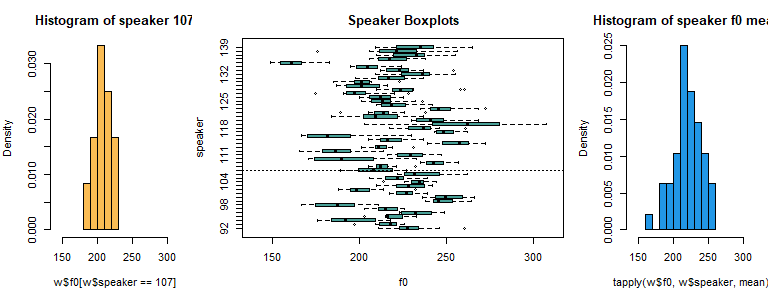 Histogram of speaker 107
Density
0.000 0.010 0.020 0.030
150 200 250 300
w$f0[w$speaker == 107]
Speaker Boxplots
speaker
92 98 104 111 118 125 132 139
150 200 250 300
f0
Histogram of speaker f0 mea
Density
0.000 0.005 0.010 0.015 0.020 0.025
150 200 250 300
tapply(w$f0, w$speaker, mean)